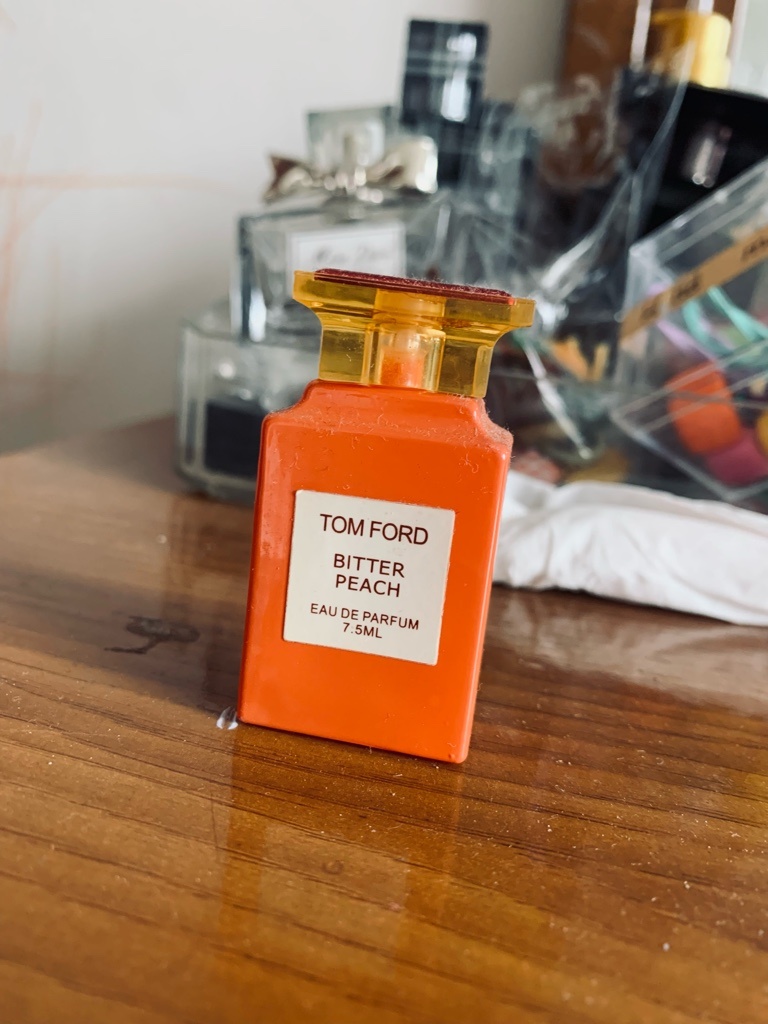 TOM FORD
BITTER
PEACH
EAU DE PARFUM
7.5ML